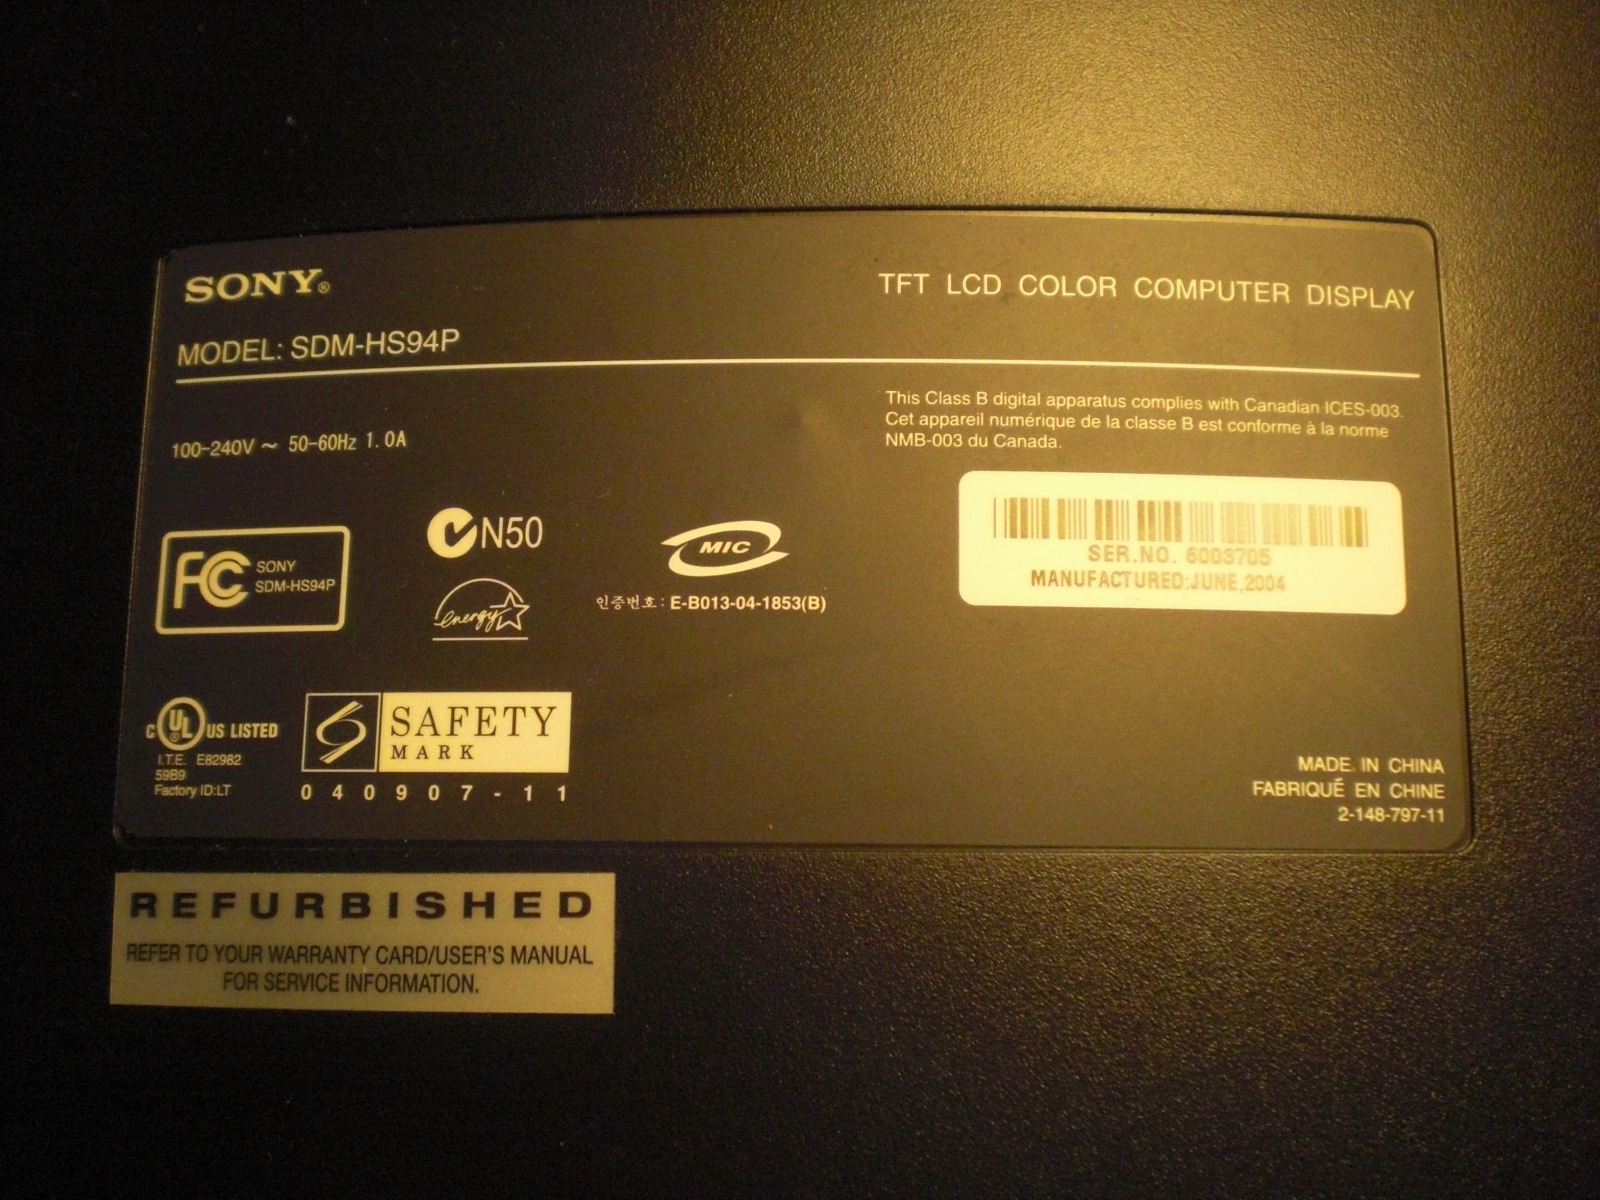 SONY®
TFT LCD COLOR COMPUTER DISPLAY
MODEL: SDM-HS94P
This Class B digital apparatus complies with Canadian ICES-003.
Cet appareil numérique de la classe B est conforme à la norme
NMB-003 du Canada.
100-240V ~ 50-60Hz 1.0A
SER.NO. 6003705
MANUFACTURED:JUNE,2004
FC SONY
SDM-HS94P
N50
energy
MIC
인증번호 : E-B013-04-1853(B)
C UL® US LISTED
I.T.E. E82982
59B9
Factory ID:LT
SAFETY
MARK
040907-11
MADE IN CHINA
FABRIQUÉ EN CHINE
2-148-797-11
REFURBISHED
REFER TO YOUR WARRANTY CARD/USER'S MANUAL
FOR SERVICE INFORMATION.